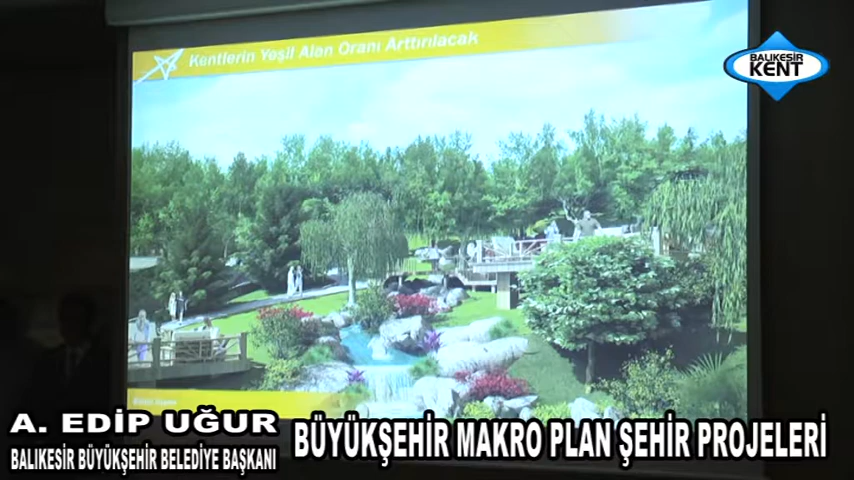 Kentlerin Yeşil Alan Oranı Arttırılacak
BALIKESİR
KENT
A. EDİP UĞUR
BALIKESİR BÜYÜKŞEHİR BELEDİYE BAŞKANI
BÜYÜKŞEHİR MAKRO PLAN ŞEHİR PROJELERİ